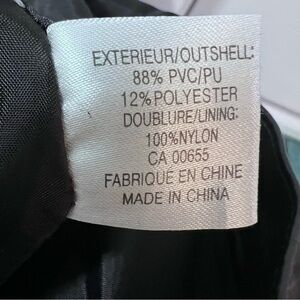 EXTERIEUR/OUTSHELL:
88% PVC/PU
12%POLYESTER
DOUBLURE/LINING:
100%NYLON
CA 00655
FABRIQUE EN CHINE
MADE IN CHINA